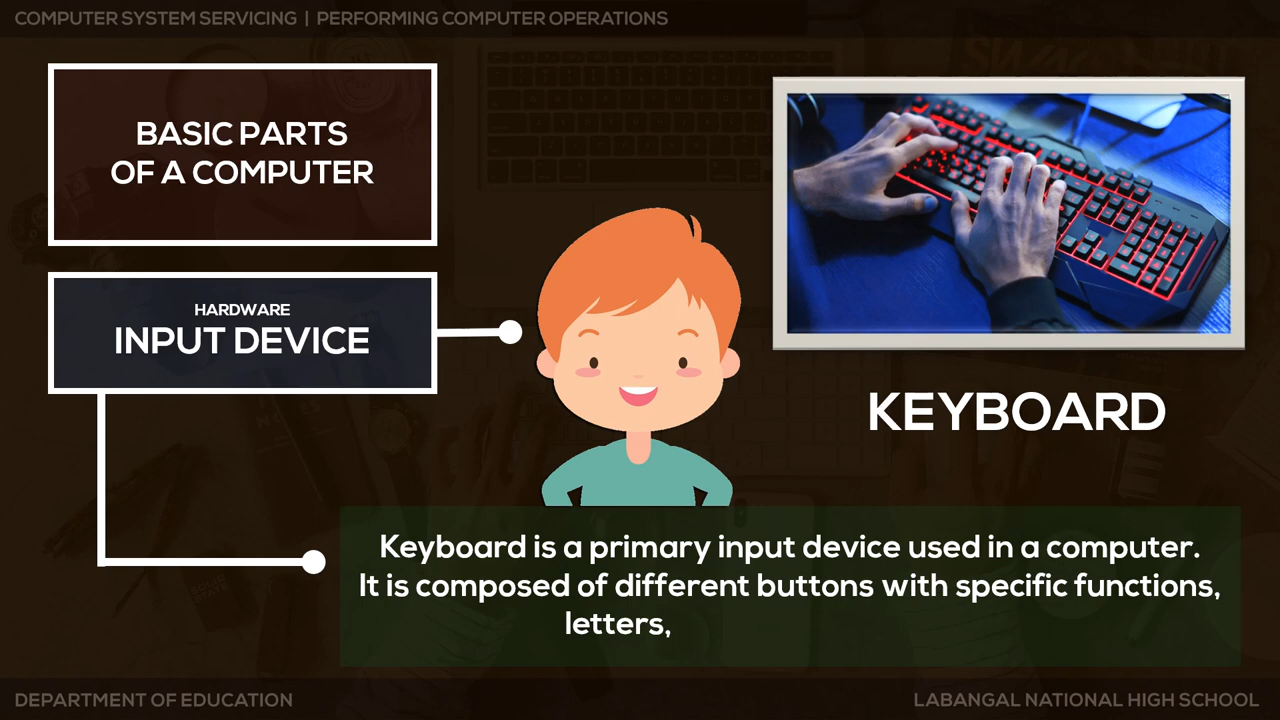 COMPUTER SYSTEM SERVICING | PERFORMING COMPUTER OPERATIONS
BASIC PARTS
OF A COMPUTER
HARDWARE
INPUT DEVICE
KEYBOARD
Keyboard is a primary input device used in a computer.
It is composed of different buttons with specific functions,
letters,
DEPARTMENT OF EDUCATION
LABANGAL NATIONAL HIGH SCHOOL